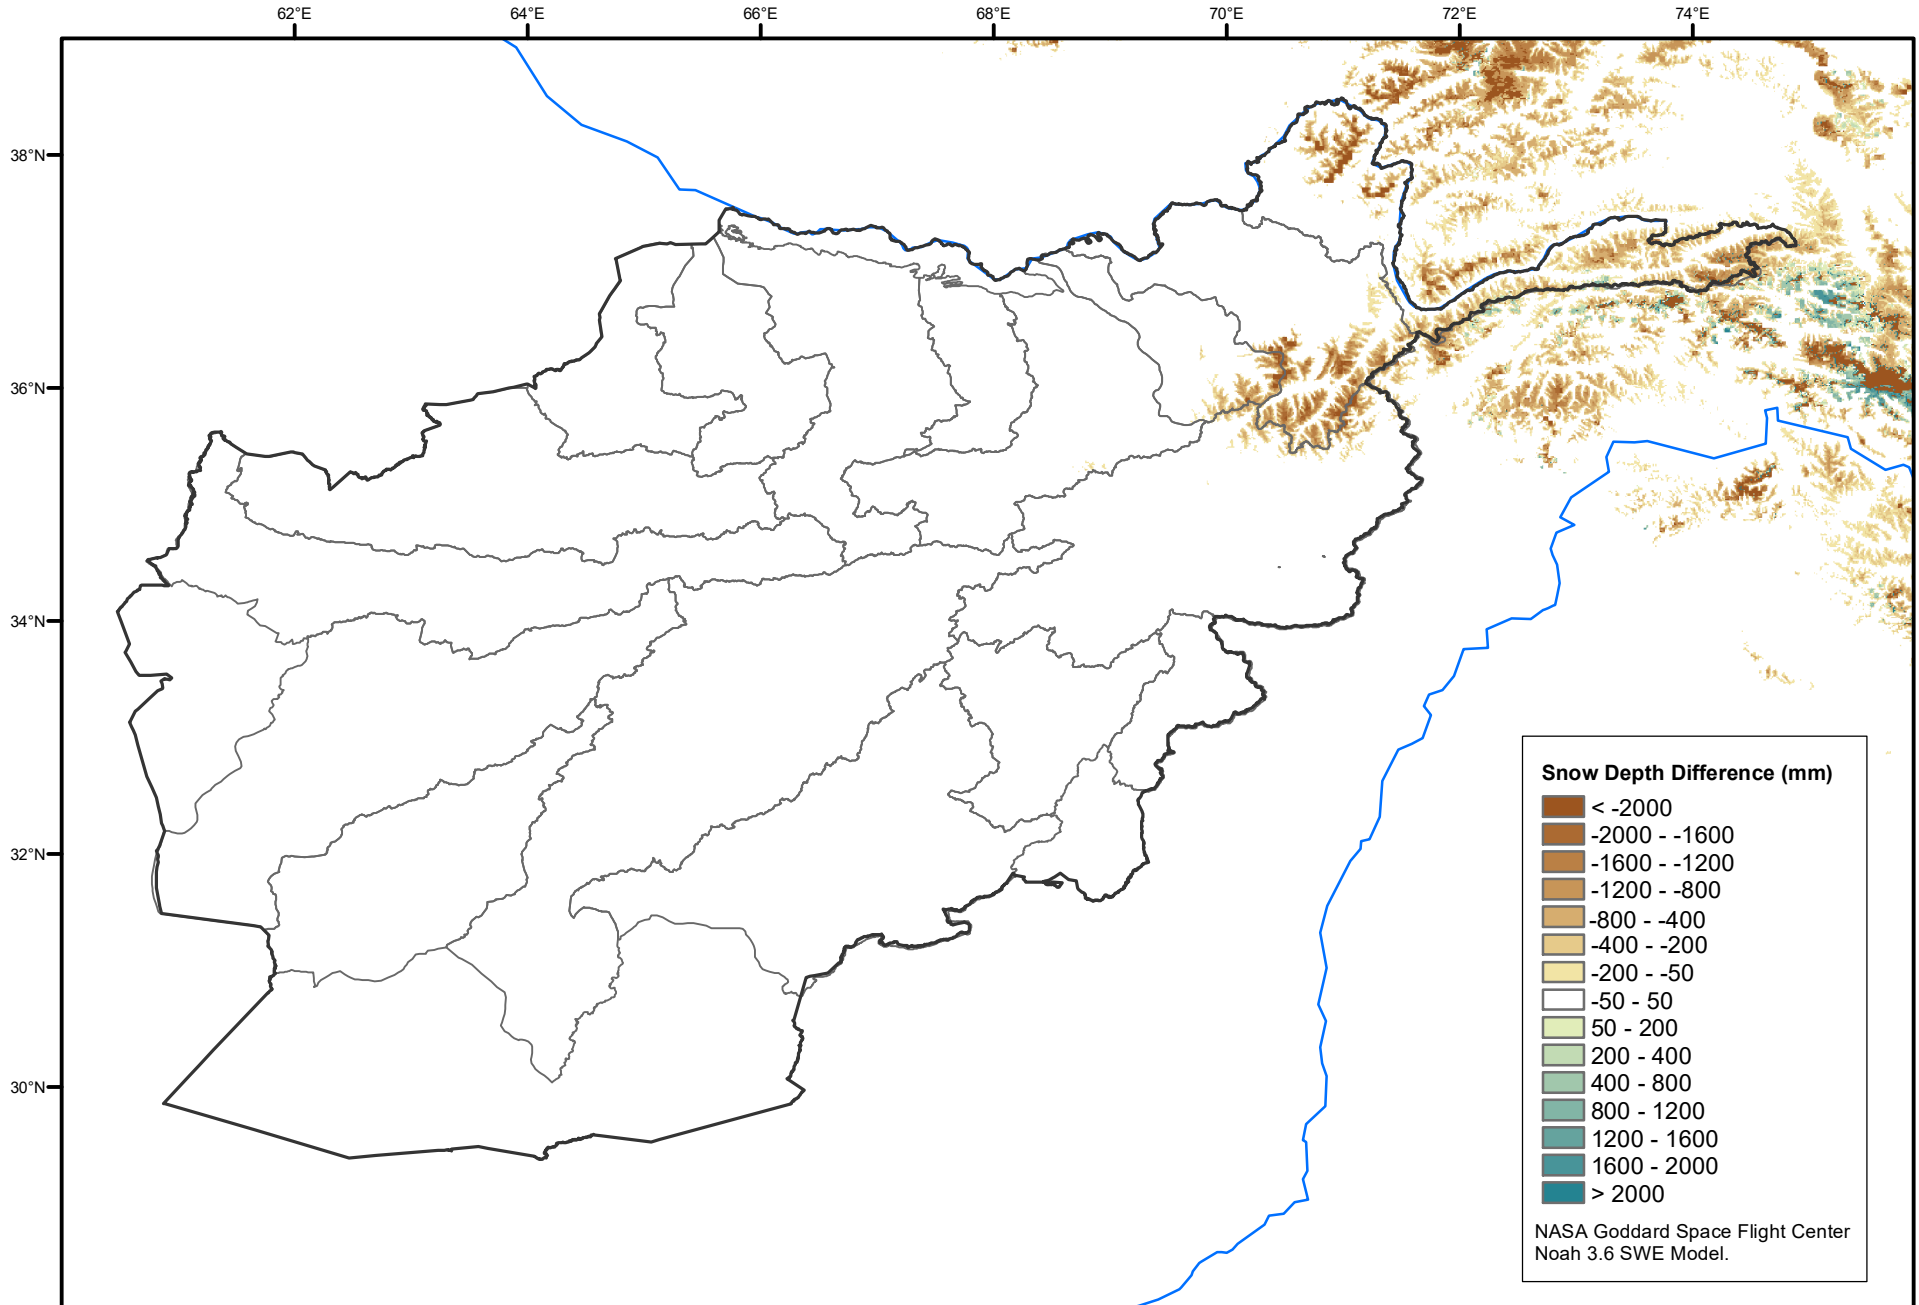 62°E 64°E 66°E 68°E 70°E 72°E 74°E
38°N
36°N
34°N
32°N
30°N
Snow Depth Difference (mm)
< -2000
-2000 - -1600
-1600 - -1200
-1200 - -800
-800 - -400
-400 - -200
-200 - -50
-50 - 50
50 - 200
200 - 400
400 - 800
800 - 1200
1200 - 1600
1600 - 2000
> 2000
NASA Goddard Space Flight Center
Noah 3.6 SWE Model.